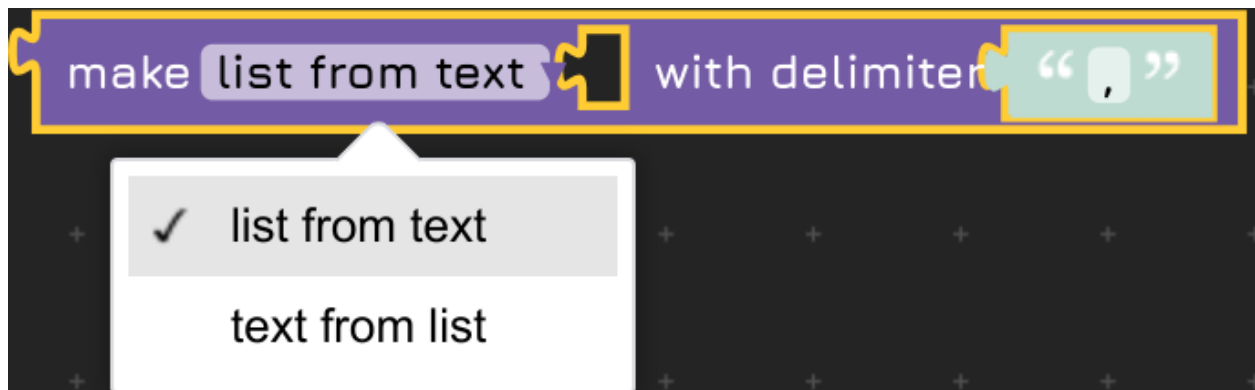 make list from text with delimiter “ , ”
✓ list from text
text from list